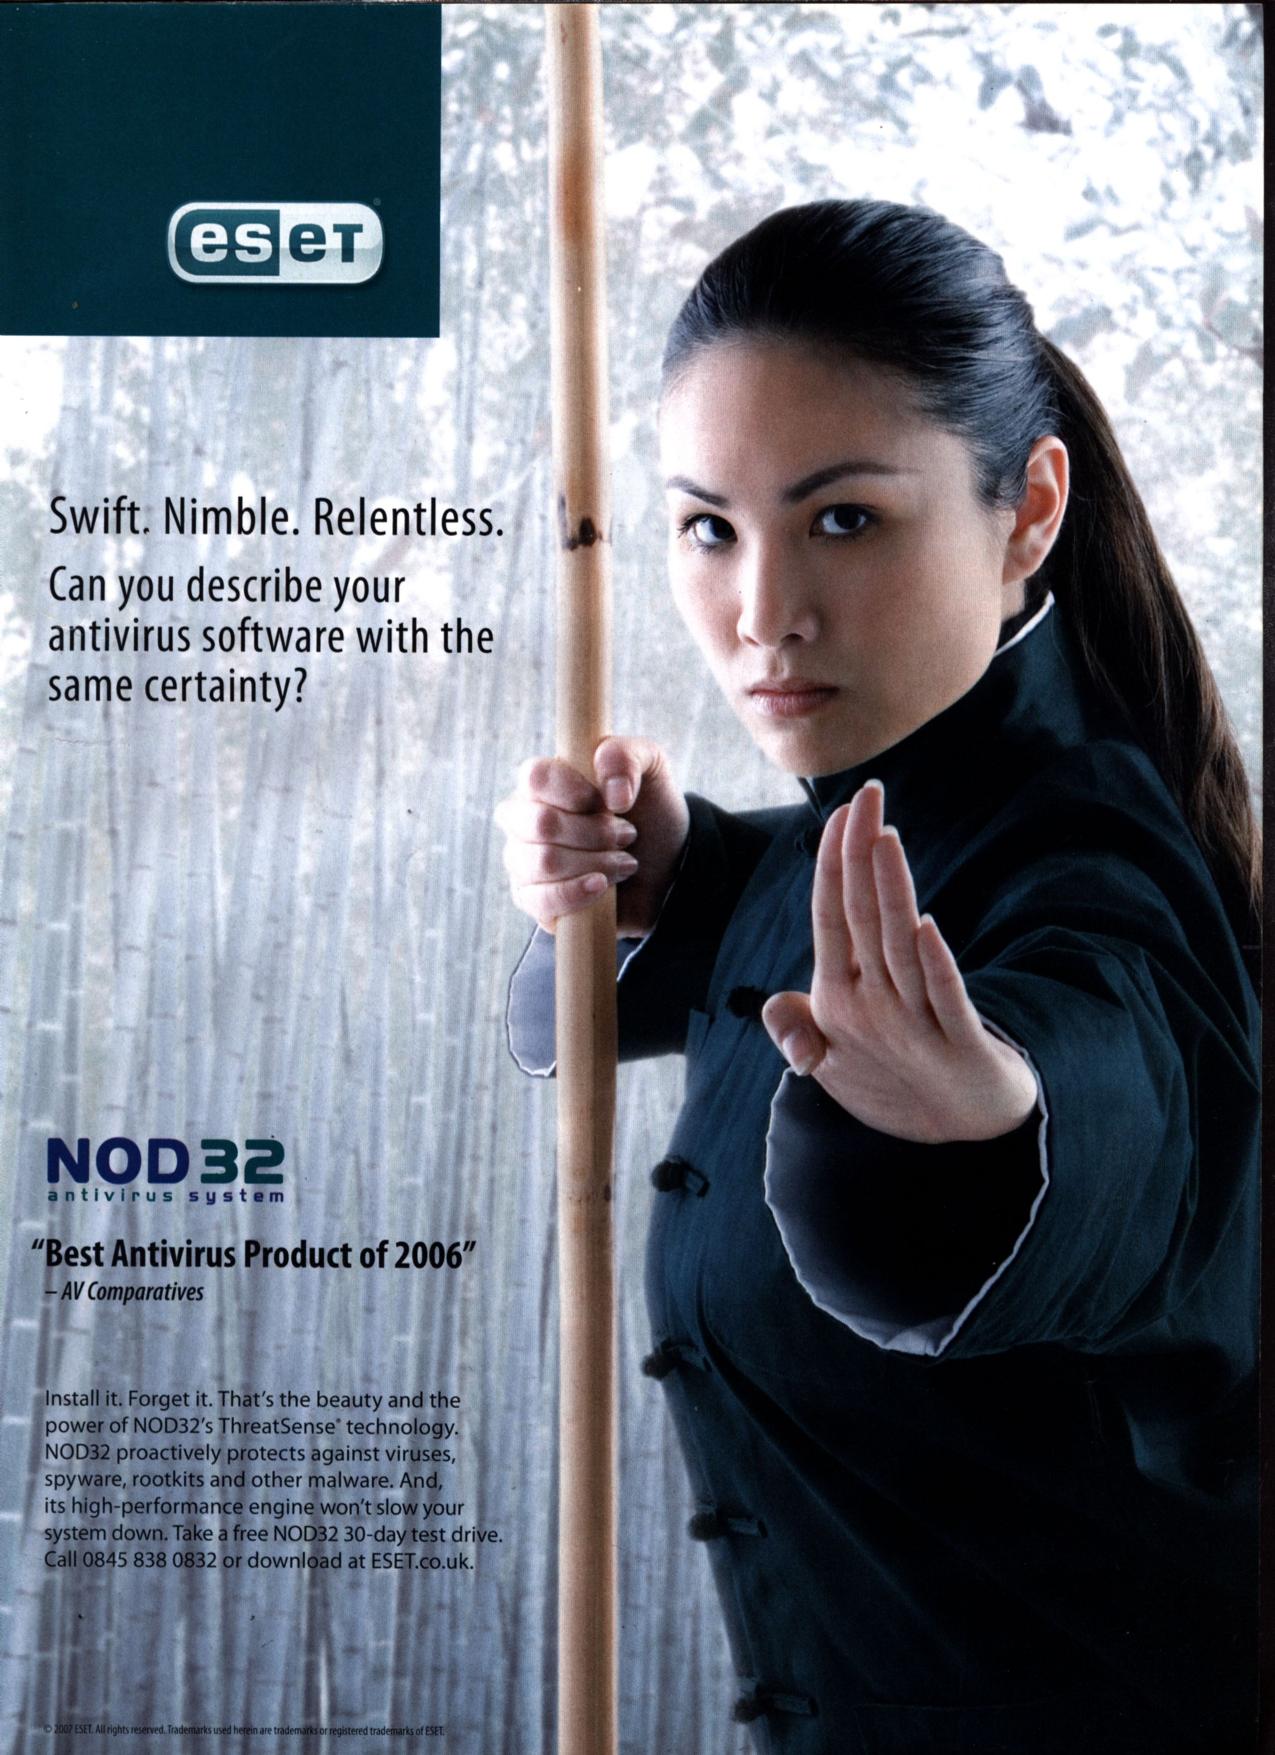 eseT®
Swift. Nimble. Relentless.
Can you describe your
antivirus software with the
same certainty?
NOD32
antivirus system
“Best Antivirus Product of 2006”
– AV Comparatives
Install it. Forget it. That's the beauty and the
power of NOD32's ThreatSense® technology.
NOD32 proactively protects against viruses,
spyware, rootkits and other malware. And,
its high-performance engine won't slow your
system down. Take a free NOD32 30-day test drive.
Call 0845 838 0832 or download at ESET.co.uk.
© 2007 ESET. All rights reserved. Trademarks used herein are trademarks or registered trademarks of ESET.